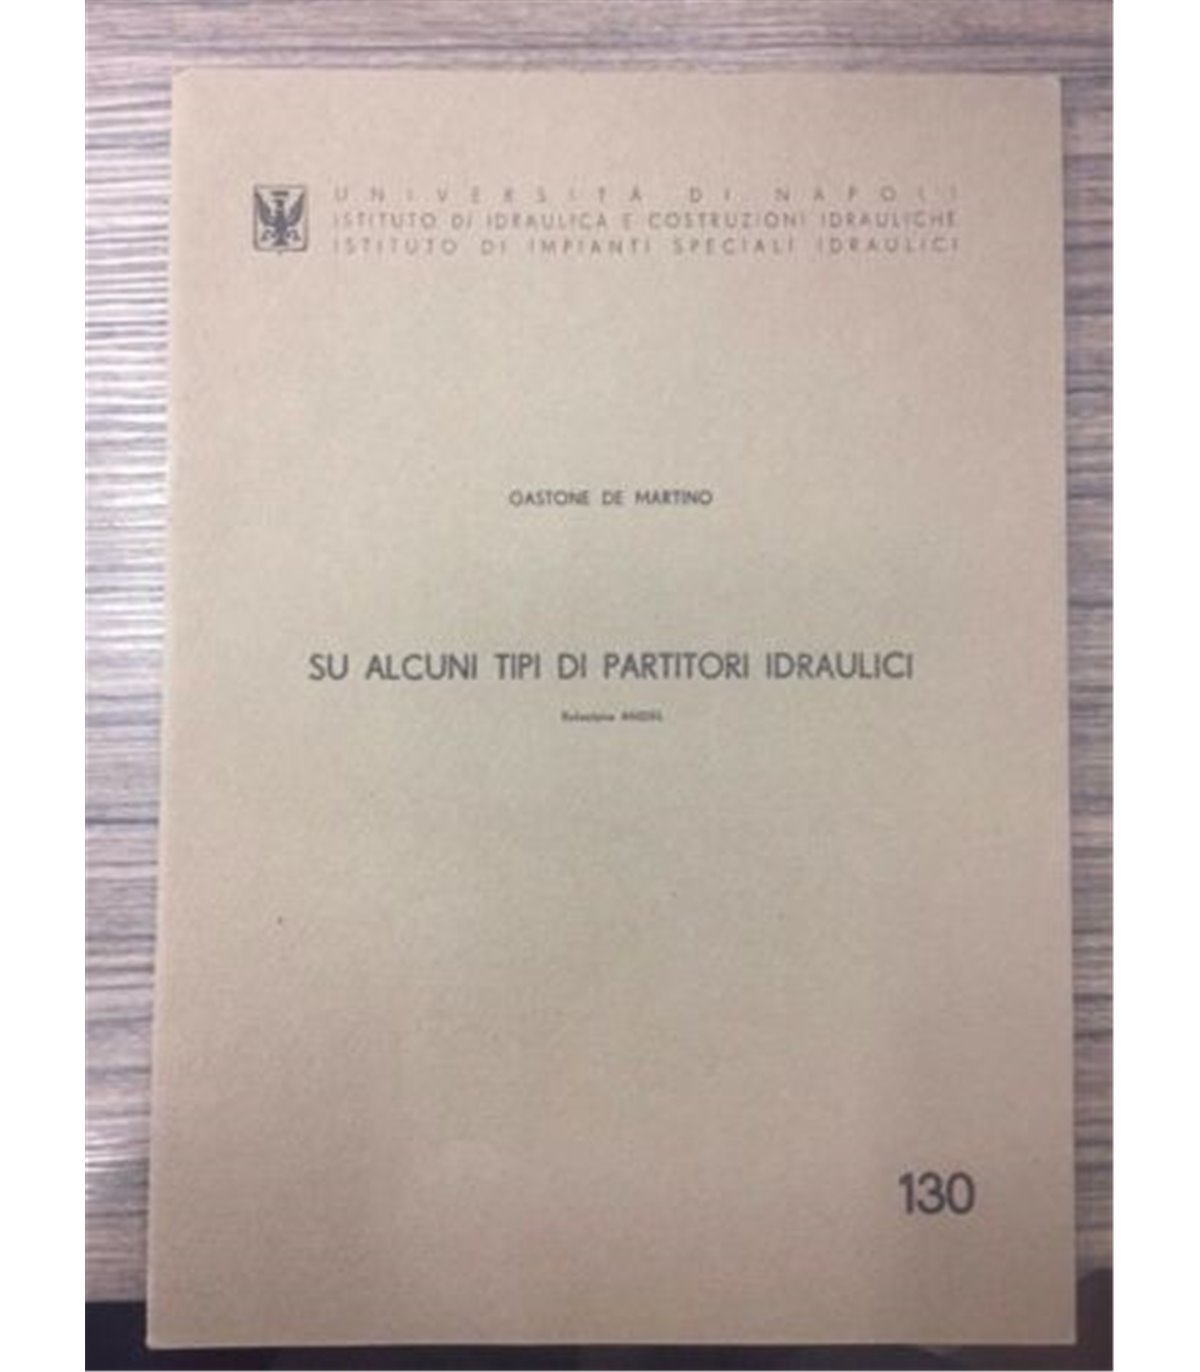 UNIVERSITÀ DI NAPOLI
ISTITUTO DI IDRAULICA E COSTRUZIONI IDRAULICHE
ISTITUTO DI IMPIANTI SPECIALI IDRAULICI
GASTONE DE MARTINO
SU ALCUNI TIPI DI PARTITORI IDRAULICI
Relazione
130